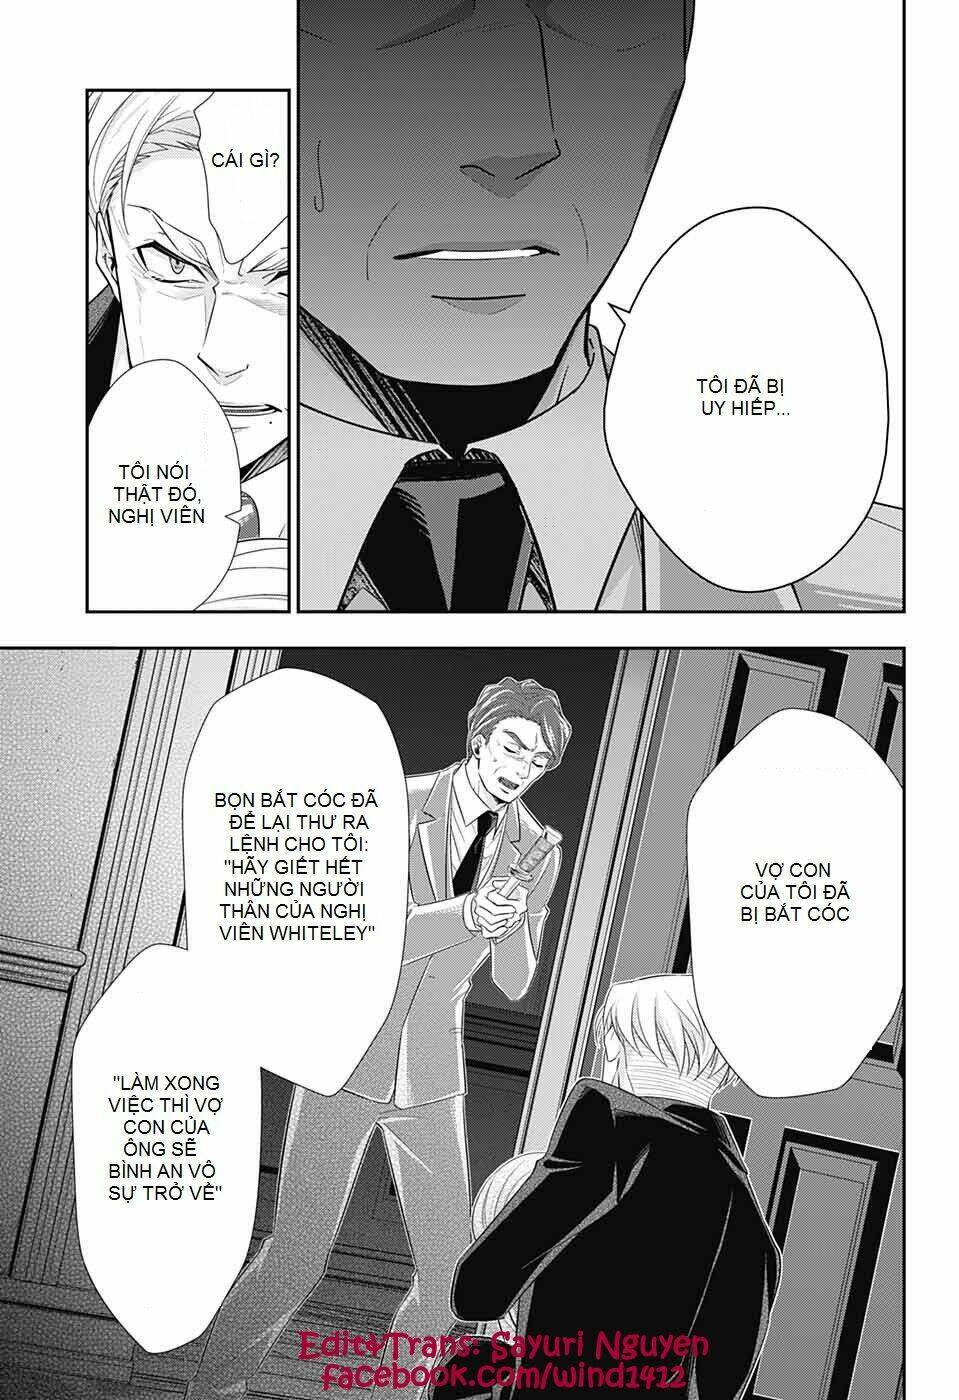 TÔI ĐÃ BỊ
UY HIẾP...
CÁI GÌ?
TÔI NÓI
THẬT ĐÓ,
NGHỊ VIÊN
VỢ CON
CỦA TÔI ĐÃ
BỊ BẮT CÓC
BỌN BẮT CÓC ĐÃ
ĐỂ LẠI THƯ RA
LỆNH CHO TÔI:
"HÃY GIẾT HẾT
NHỮNG NGƯỜI
THÂN CỦA NGHỊ
VIÊN WHITELEY"
"LÀM XONG
VIỆC THÌ VỢ
CON CỦA
ÔNG SẼ
BÌNH AN VÔ
SỰ TRỞ VỀ"
Edit&Trans: Sayuri Nguyen
facebook.com/wind1412